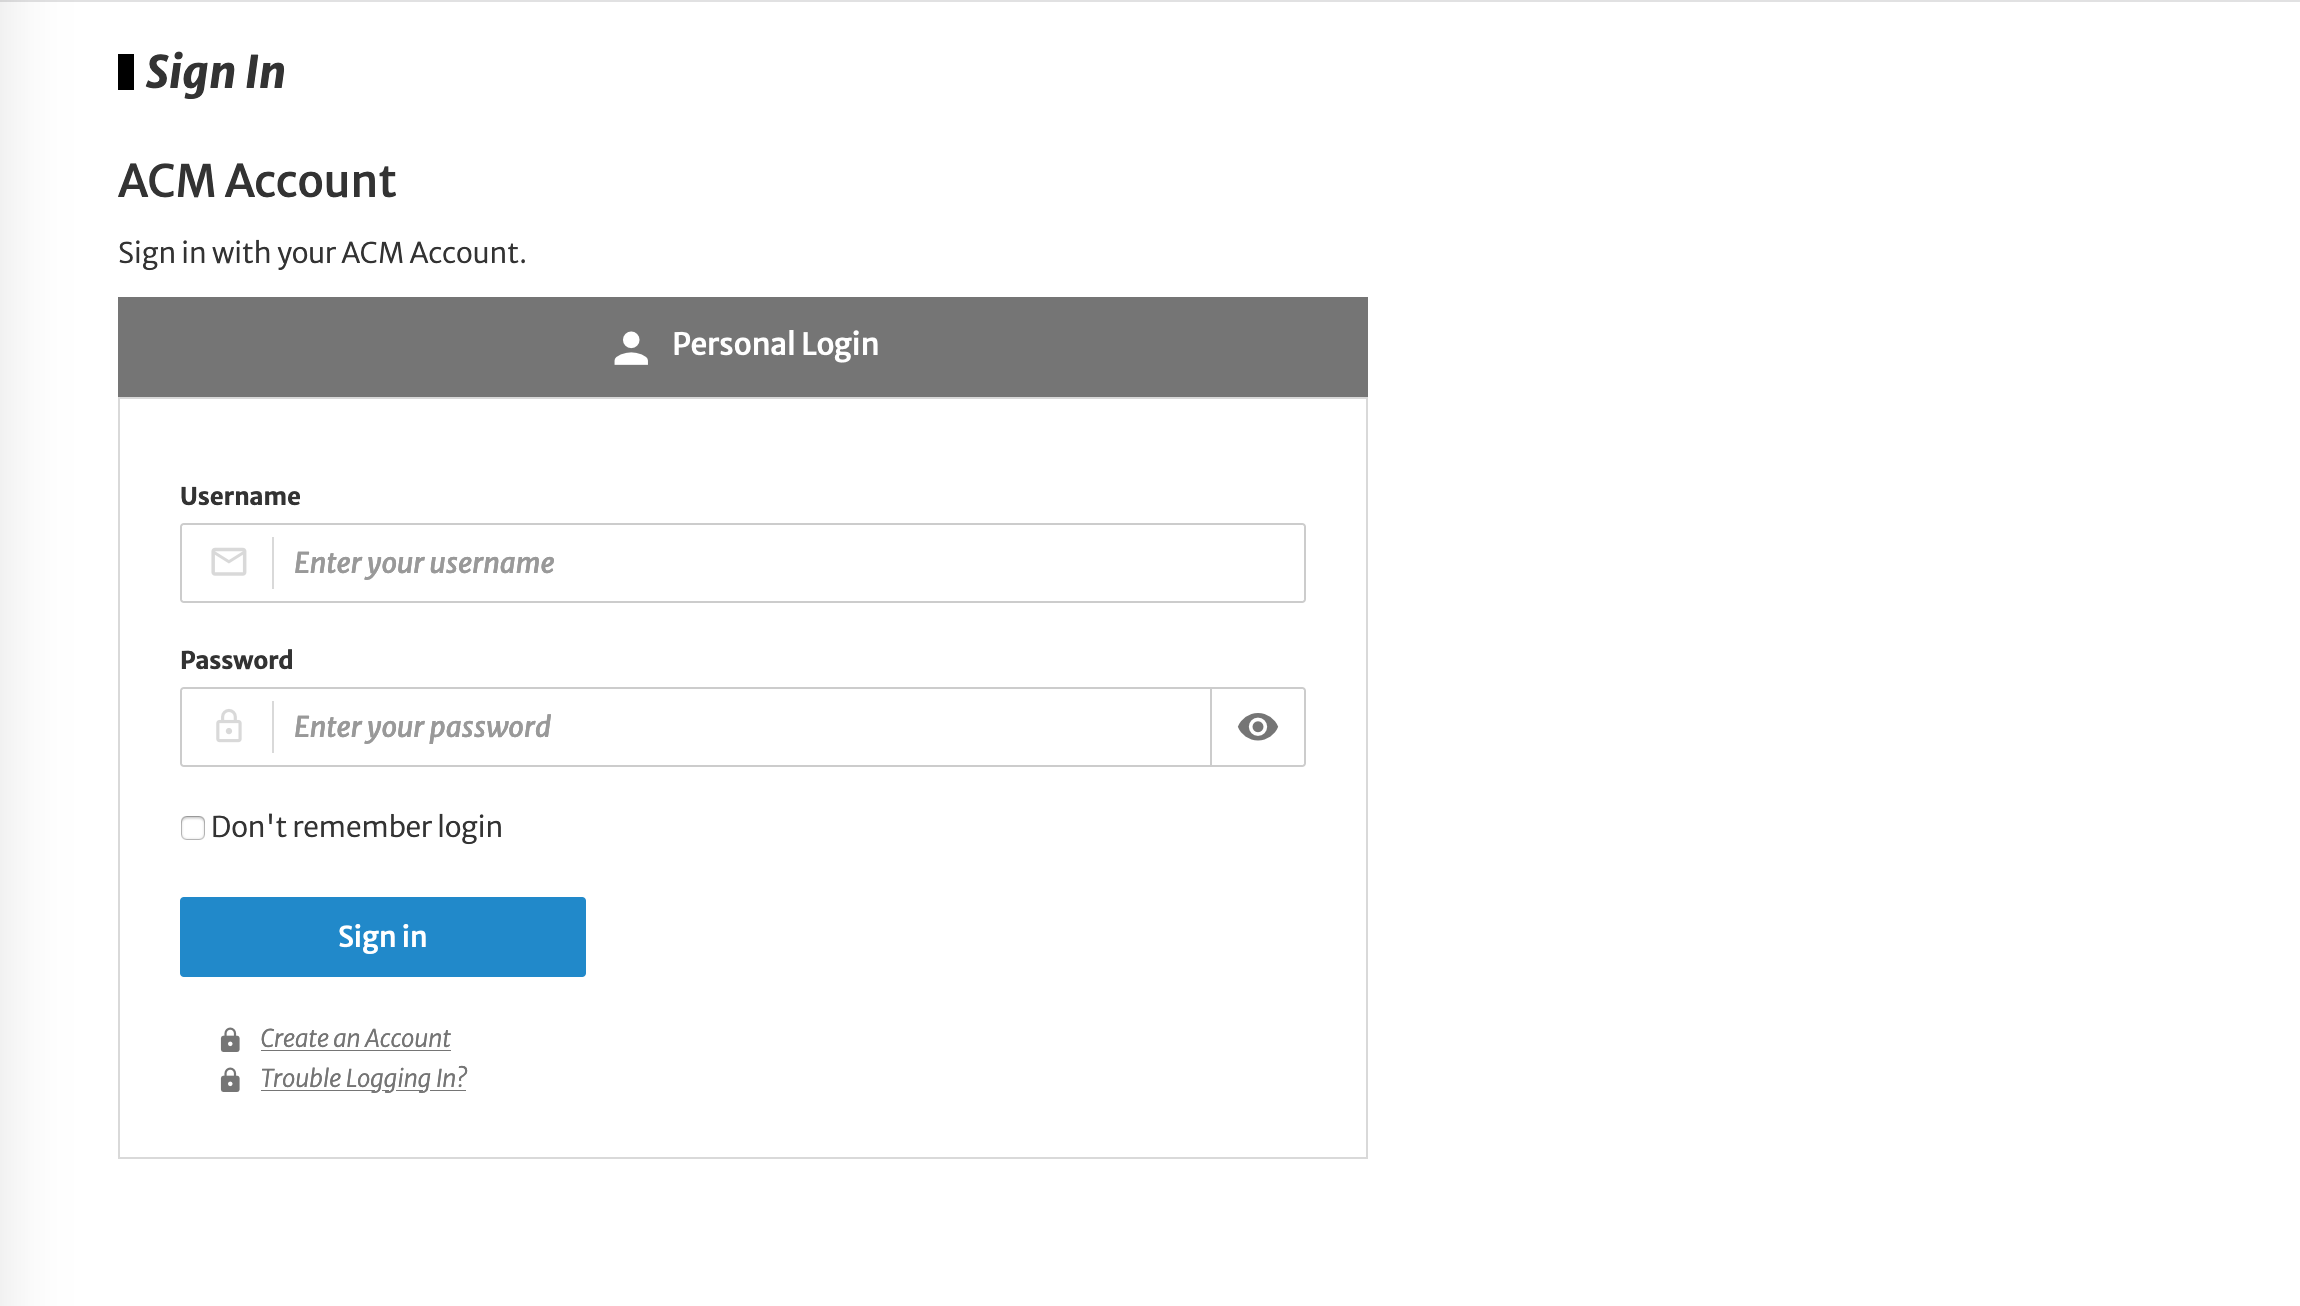 Sign In
ACM Account
Sign in with your ACM Account.
Personal Login
Username
Enter your username
Password
Enter your password
Don't remember login
Sign in
Create an Account
Trouble Logging In?